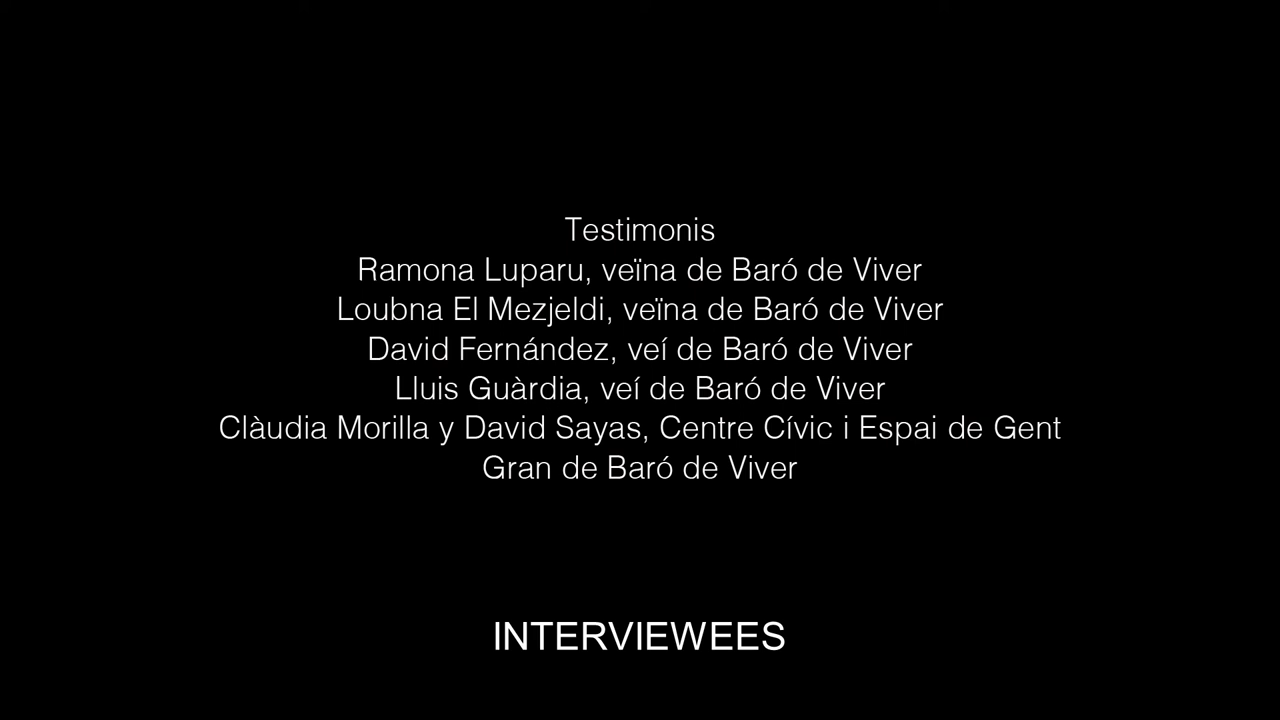 Testimonis
Ramona Luparu, veïna de Baró de Viver
Loubna El Mezjeldi, veïna de Baró de Viver
David Fernández, veí de Baró de Viver
Lluis Guàrdia, veí de Baró de Viver
Clàudia Morilla y David Sayas, Centre Cívic i Espai de Gent
Gran de Baró de Viver
INTERVIEWEES